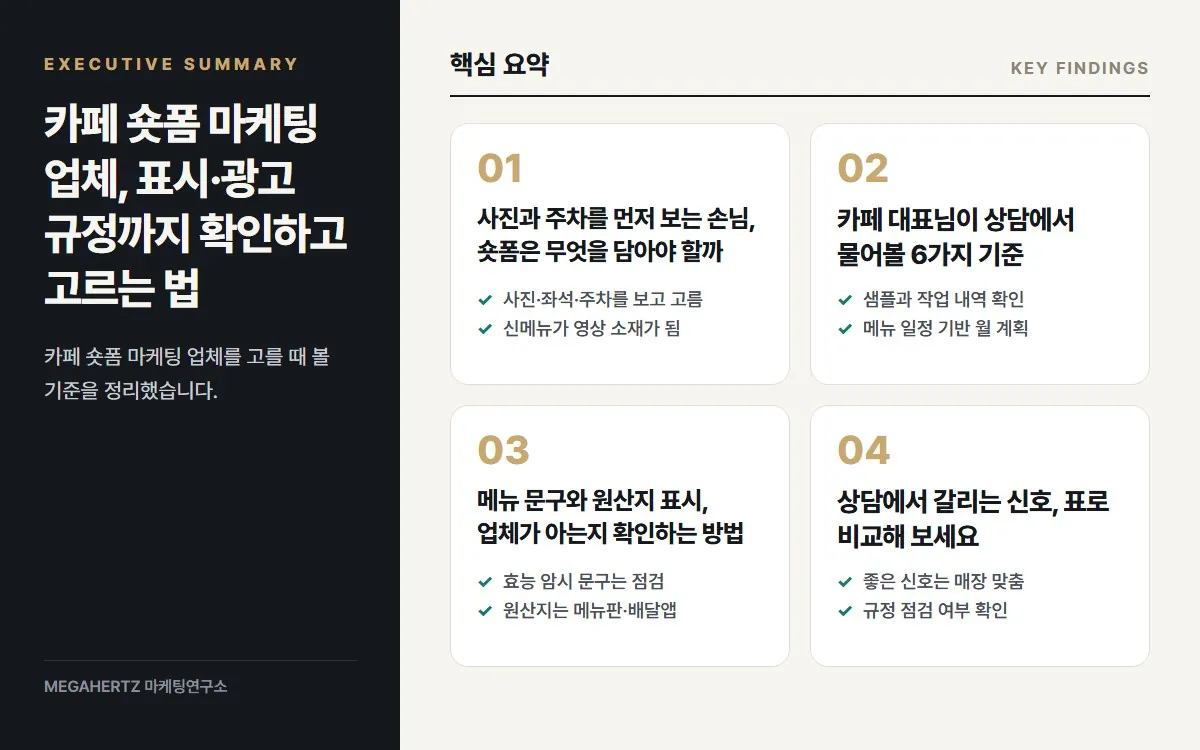 EXECUTIVE SUMMARY
카페 숏폼 마케팅
업체, 표시·광고
규정까지 확인하고
고르는 법
카페 숏폼 마케팅 업체를 고를 때 볼
기준을 정리했습니다.
MEGAHERTZ 마케팅연구소
핵심 요약
KEY FINDINGS
01
사진과 주차를 먼저 보는 손님,
숏폼은 무엇을 담아야 할까
사진·좌석·주차를 보고 고름
신메뉴가 영상 소재가 됨
02
카페 대표님이 상담에서
물어볼 6가지 기준
샘플과 작업 내역 확인
메뉴 일정 기반 월 계획
03
메뉴 문구와 원산지 표시,
업체가 아는지 확인하는 방법
효능 암시 문구는 점검
원산지는 메뉴판·배달앱
04
상담에서 갈리는 신호, 표로
비교해 보세요
좋은 신호는 매장 맞춤
규정 점검 여부 확인